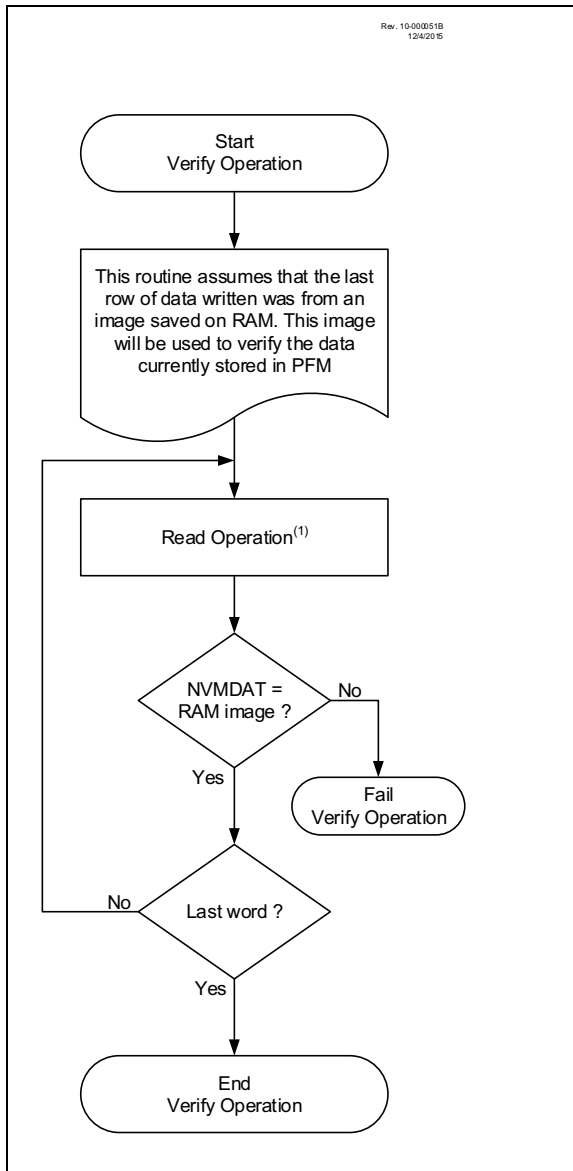 Rev. 10-000051B
12/4/2015
Start
Verify Operation
This routine assumes that the last
row of data written was from an
image saved on RAM. This image
will be used to verify the data
currently stored in PFM
Read Operation(1)
NVMDAT =
RAM image ?
No
Yes
Fail
Verify Operation
Last word ?
No
Yes
End
Verify Operation